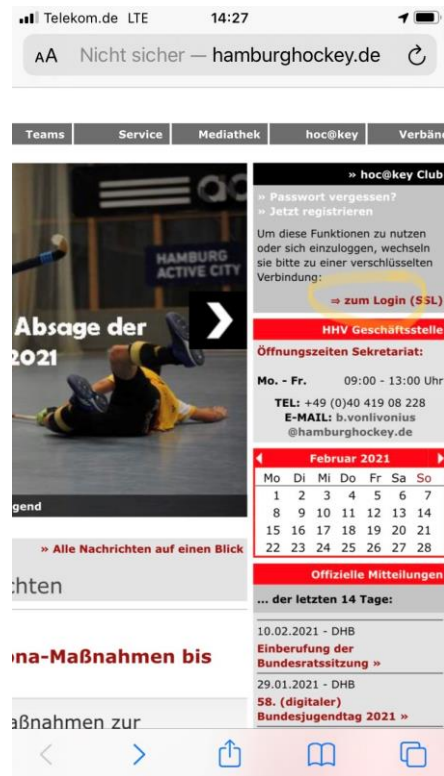 Telekom.de LTE 14:27
AA Nicht sicher — hamburghockey.de
Teams Service Mediathek hoc@key Verbän
» hoc@key Club
» Passwort vergessen?
» Jetzt registrieren
Um diese Funktionen zu nutzen
oder sich einzuloggen, wechseln
sie bitte zu einer verschlüsselten
Verbindung:
⇒ zum Login (SSL)
HAMBURG
ACTIVE CITY
Absage der
2021
gend
» Alle Nachrichten auf einen Blick
chten
ona-Maßnahmen bis
aßnahmen zur
HHV Geschäftsstelle
Öffnungszeiten Sekretariat:
Mo. - Fr. 09:00 - 13:00 Uhr
TEL: +49 (0)40 419 08 228
E-MAIL: b.vonlivonius
@hamburghockey.de
Februar 2021
Mo Di Mi Do Fr Sa So
1 2 3 4 5 6 7
8 9 10 11 12 13 14
15 16 17 18 19 20 21
22 23 24 25 26 27 28
Offizielle Mitteilungen
... der letzten 14 Tage:
10.02.2021 - DHB
Einberufung der
Bundesratssitzung »
29.01.2021 - DHB
58. (digitaler)
Bundesjugendtag 2021 »